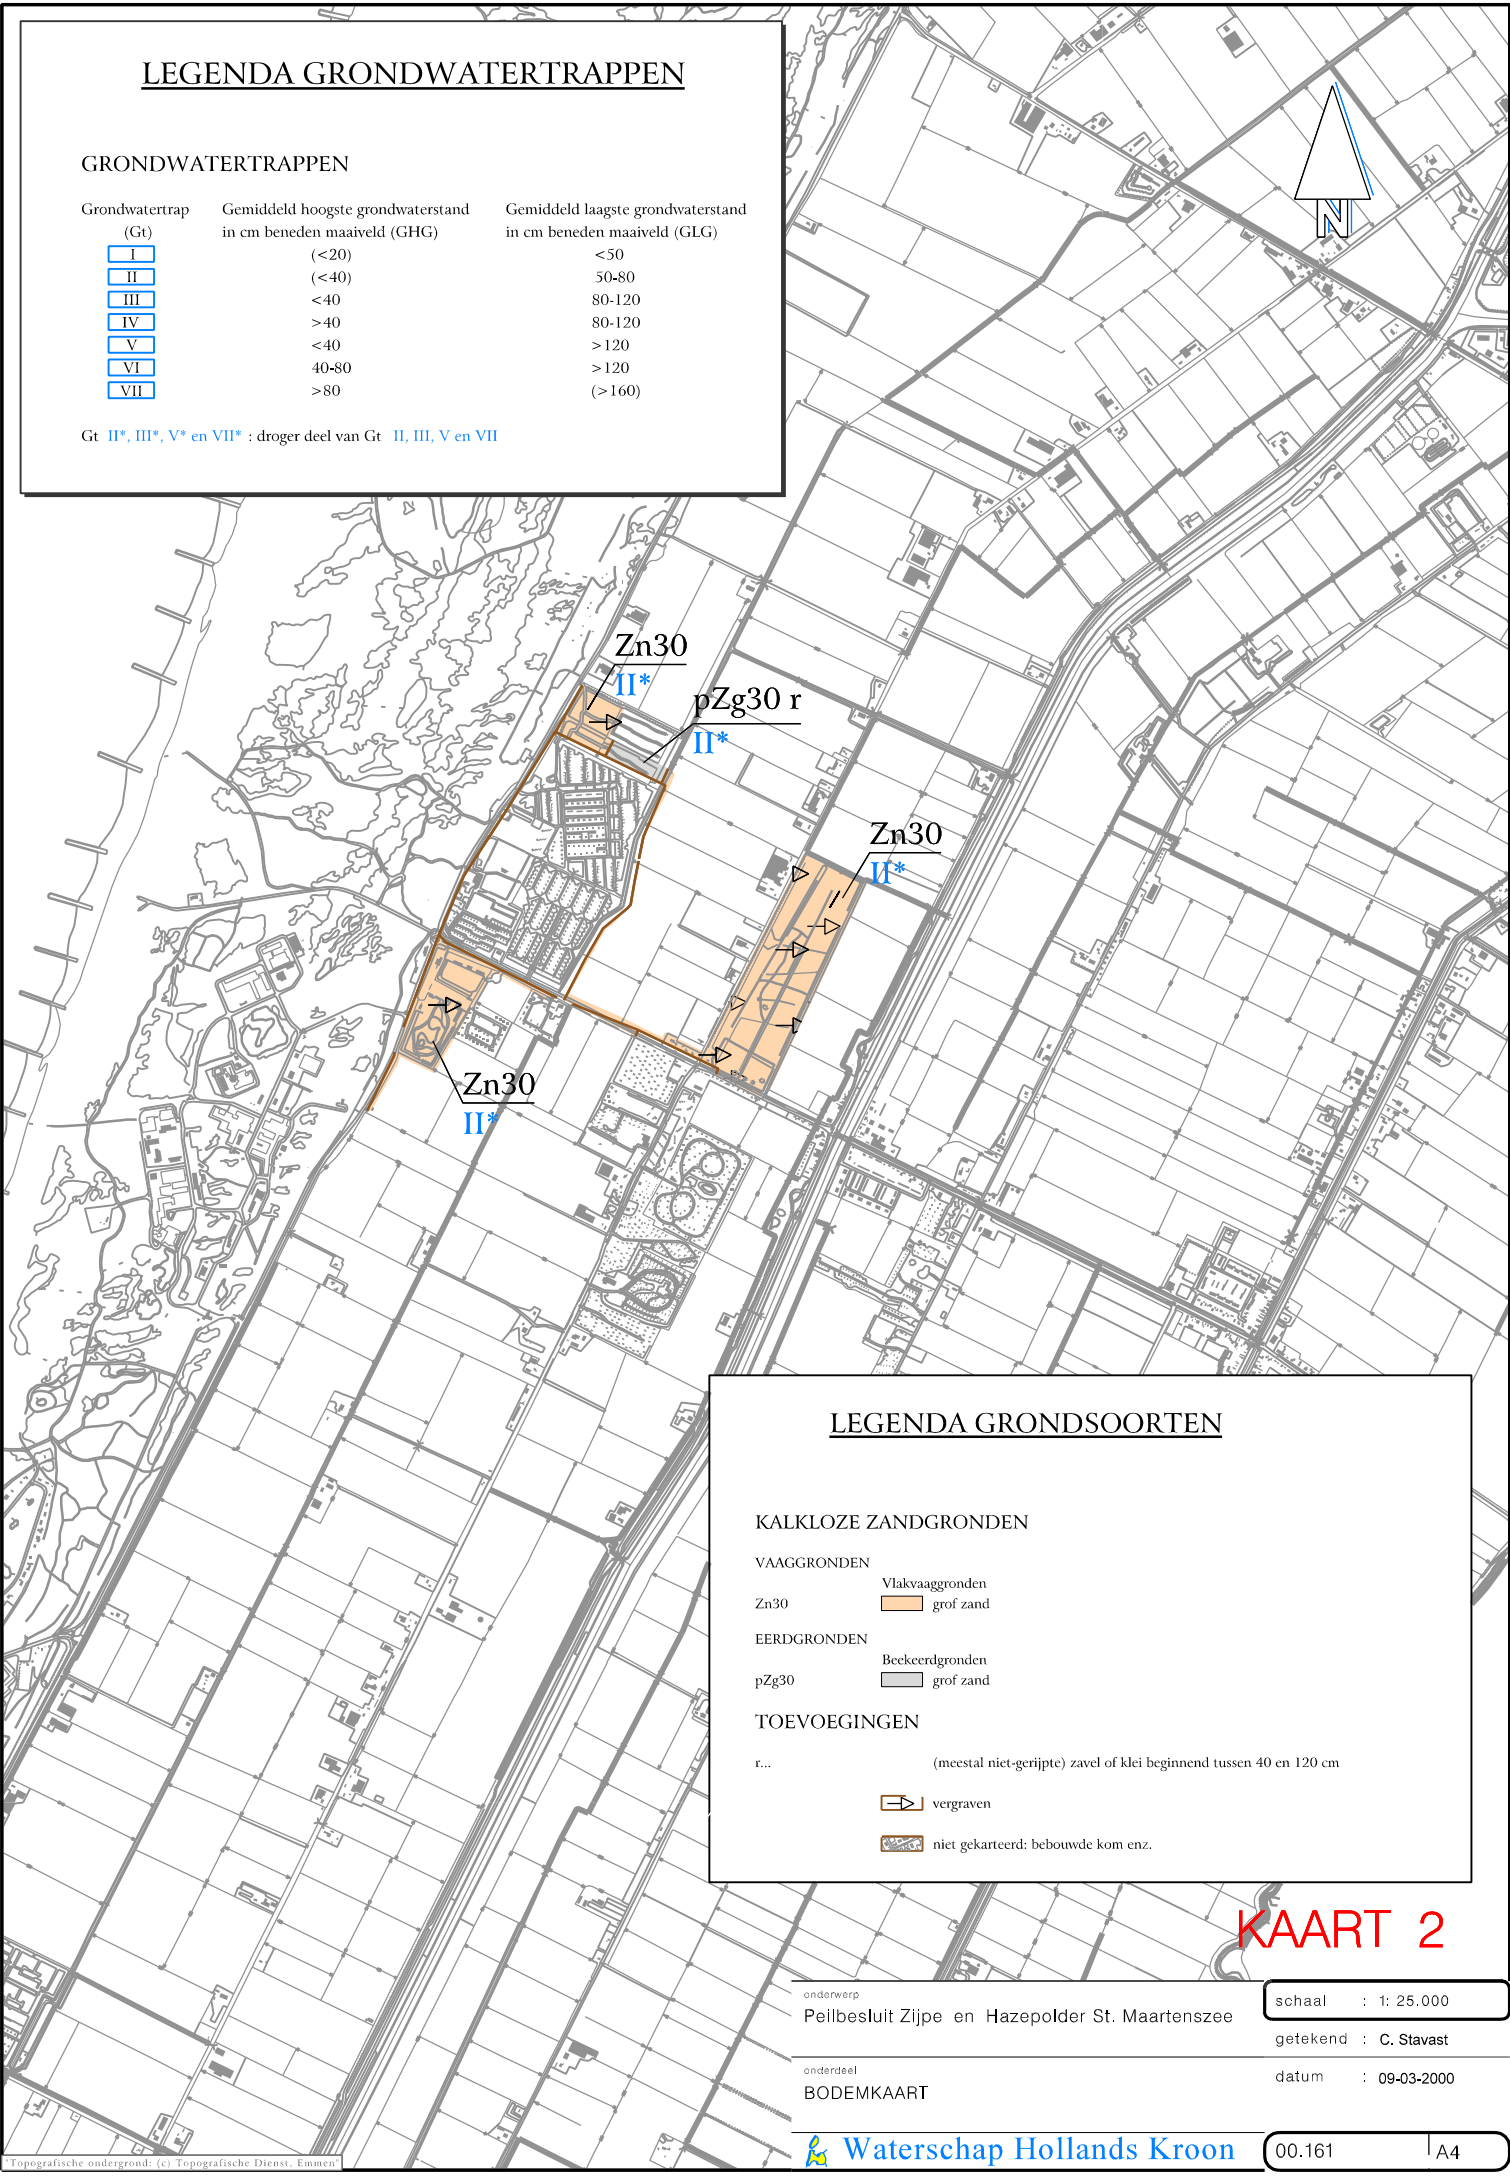 LEGENDA GRONDWATERTRAPPEN
GRONDWATERTRAPPEN
Grondwatertrap Gemiddeld hoogste grondwaterstand Gemiddeld laagste grondwaterstand
(Gt) in cm beneden maaiveld (GHG) in cm beneden maaiveld (GLG)
I (<20) <50
II (<40) 50-80
III <40 80-120
IV >40 80-120
V <40 >120
VI 40-80 >120
VII >80 (>160)
Gt II*, III*, V* en VII* : droger deel van Gt II, III, V en VII
N
Zn30
II*
pZg30 r
II*
Zn30
II*
Zn30
II*
LEGENDA GRONDSOORTEN
KALKLOZE ZANDGRONDEN
VAAGGRONDEN
Vlakvaaggronden
Zn30 grof zand
EERDGRONDEN
Beekeerdgronden
pZg30 grof zand
TOEVOEGINGEN
r... (meestal niet-gerijpte) zavel of klei beginnend tussen 40 en 120 cm
vergraven
niet gekarteerd: bebouwde kom enz.
KAART 2
onderwerp
Peilbesluit Zijpe en Hazepolder St. Maartenszee
schaal : 1: 25.000
getekend : C. Stavast
onderdeel
BODEMKAART
datum : 09-03-2000
Waterschap Hollands Kroon
00.161 A4
"Topografische ondergrond: (c) Topografische Dienst, Emmen"